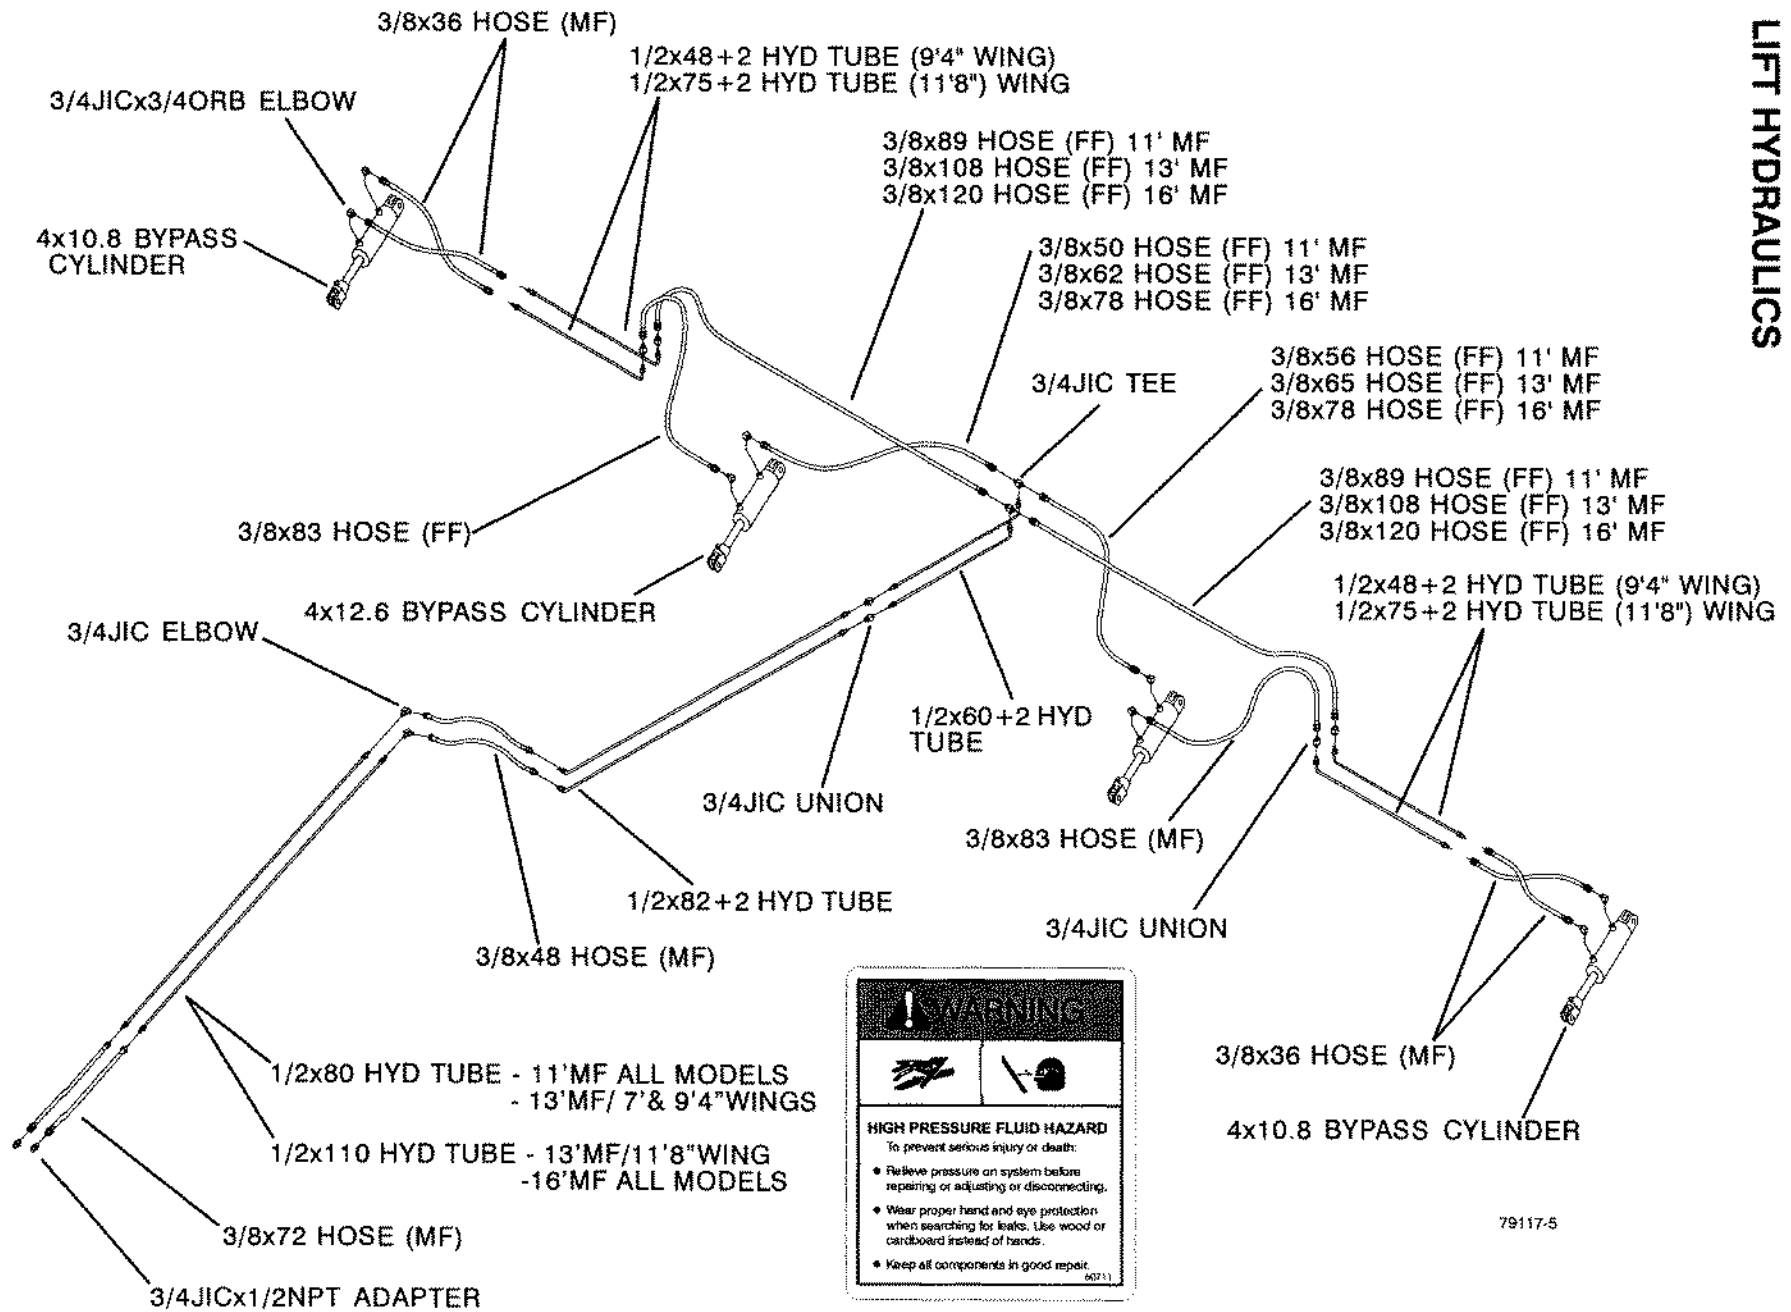 LIFT HYDRAULICS
3/8x36 HOSE (MF)
1/2x48+2 HYD TUBE (9'4" WING)
1/2x75+2 HYD TUBE (11'8") WING
3/4JICx3/4ORB ELBOW
3/8x89 HOSE (FF) 11' MF
3/8x108 HOSE (FF) 13' MF
3/8x120 HOSE (FF) 16' MF
4x10.8 BYPASS
CYLINDER
3/8x50 HOSE (FF) 11' MF
3/8x62 HOSE (FF) 13' MF
3/8x78 HOSE (FF) 16' MF
3/4JIC TEE
3/8x56 HOSE (FF) 11' MF
3/8x65 HOSE (FF) 13' MF
3/8x78 HOSE (FF) 16' MF
3/8x89 HOSE (FF) 11' MF
3/8x108 HOSE (FF) 13' MF
3/8x120 HOSE (FF) 16' MF
3/8x83 HOSE (FF)
1/2x48+2 HYD TUBE (9'4" WING)
1/2x75+2 HYD TUBE (11'8") WING
4x12.6 BYPASS CYLINDER
3/4JIC ELBOW
1/2x60+2 HYD
TUBE
3/4JIC UNION
3/8x83 HOSE (MF)
1/2x82+2 HYD TUBE
3/4JIC UNION
3/8x48 HOSE (MF)
3/8x36 HOSE (MF)
4x10.8 BYPASS CYLINDER
1/2x80 HYD TUBE - 11'MF ALL MODELS
- 13'MF/ 7'& 9'4"WINGS
1/2x110 HYD TUBE - 13'MF/11'8"WING
-16'MF ALL MODELS
3/8x72 HOSE (MF)
3/4JICx1/2NPT ADAPTER
WARNING
HIGH PRESSURE FLUID HAZARD
To prevent serious injury or death:
• Relieve pressure on system before
repairing or adjusting or disconnecting.
• Wear proper hand and eye protection
when searching for leaks. Use wood or
cardboard instead of hands.
• Keep all components in good repair.
60711
79117-5